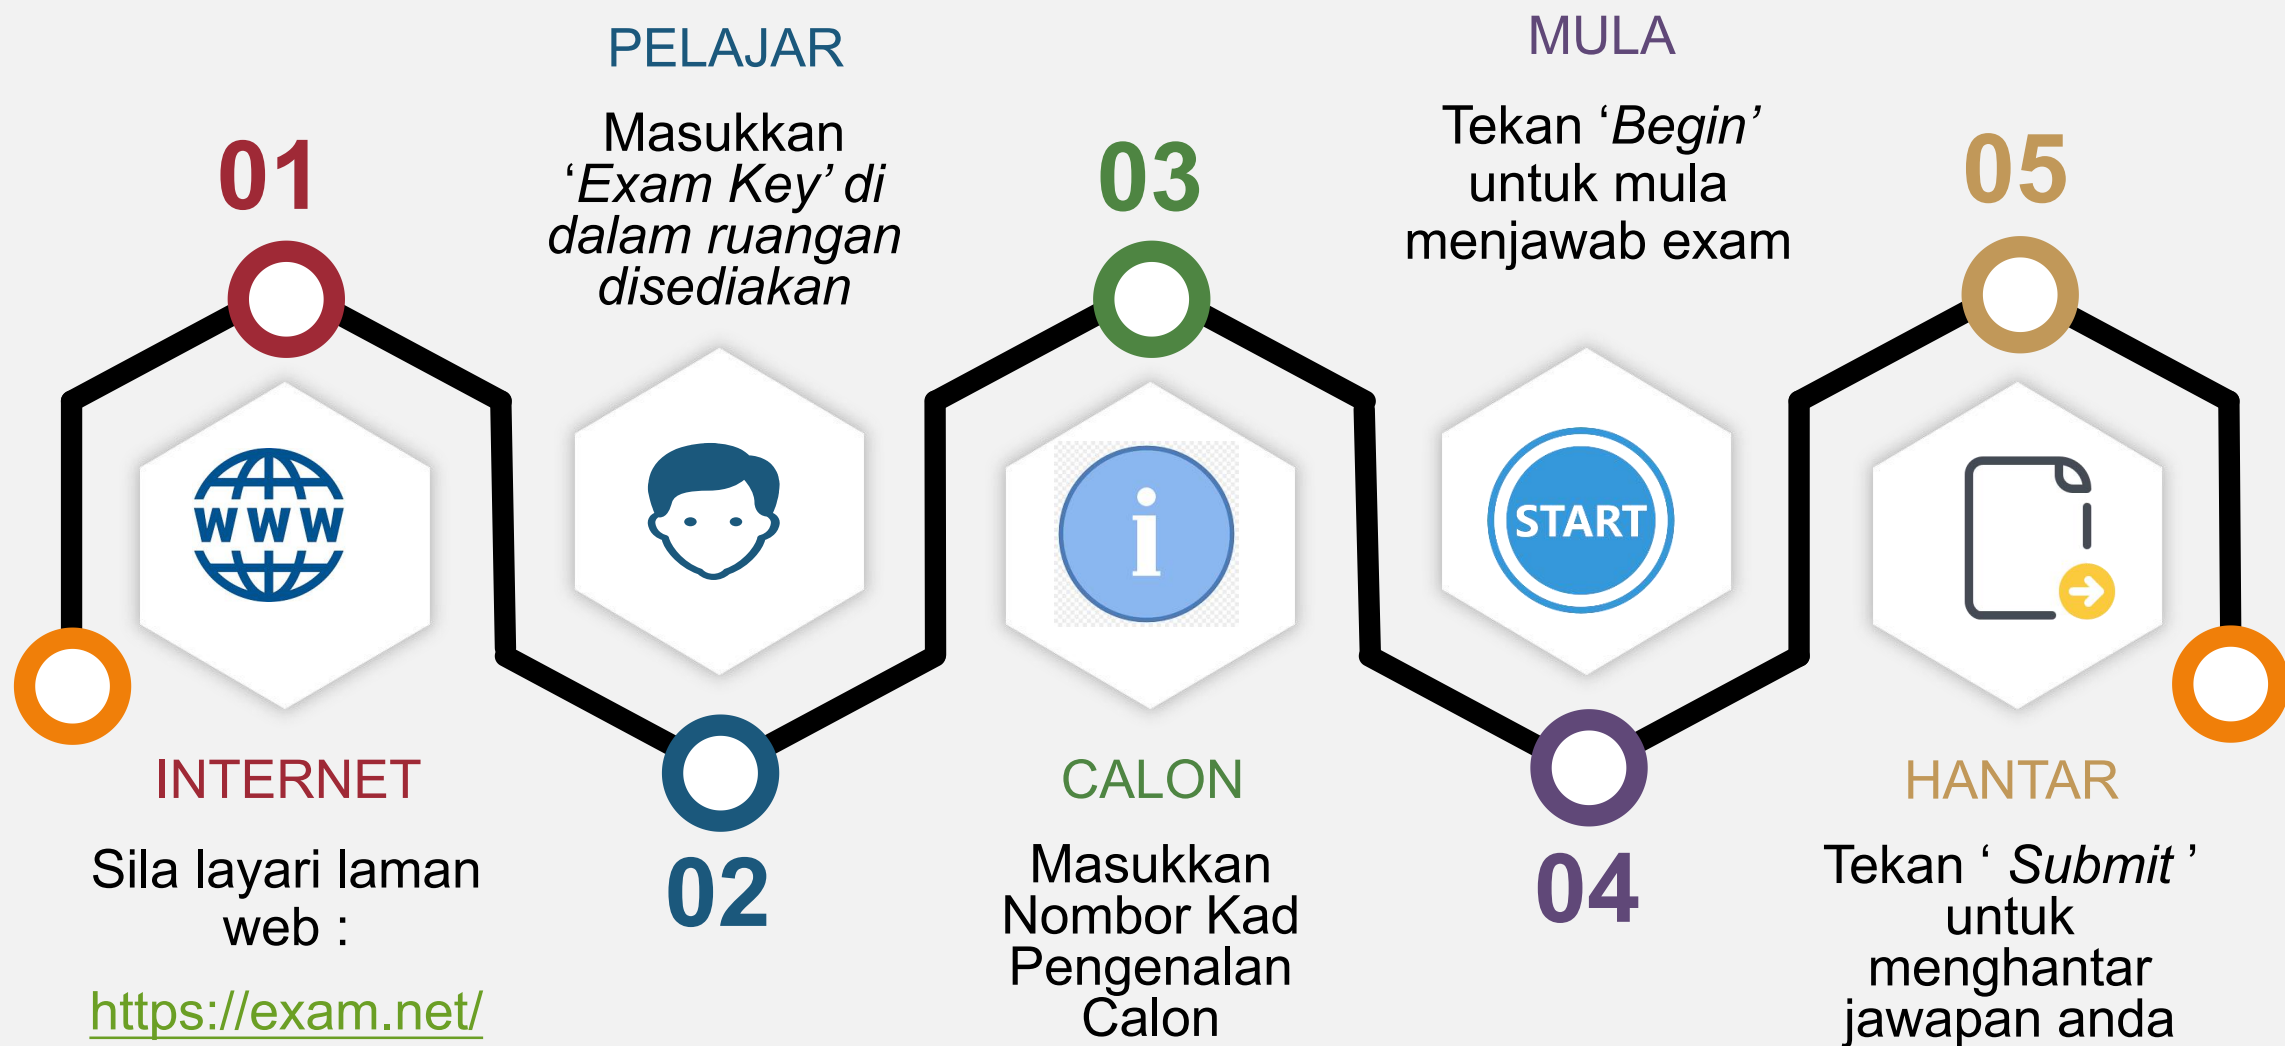 01
WWW
INTERNET
Sila layari laman
web :
https://exam.net/
PELAJAR
Masukkan
‘Exam Key’ di
dalam ruangan
disediakan
02
03
i
CALON
Masukkan
Nombor Kad
Pengenalan
Calon
MULA
Tekan ‘Begin’
untuk mula
menjawab exam
START
04
05
HANTAR
Tekan ‘ Submit ’
untuk
menghantar
jawapan anda